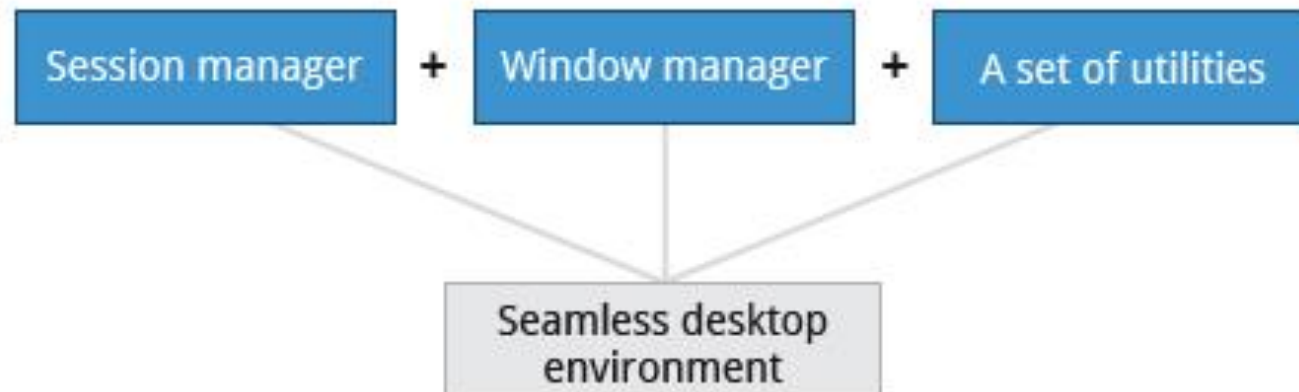 Session manager + Window manager + A set of utilities
Seamless desktop
environment